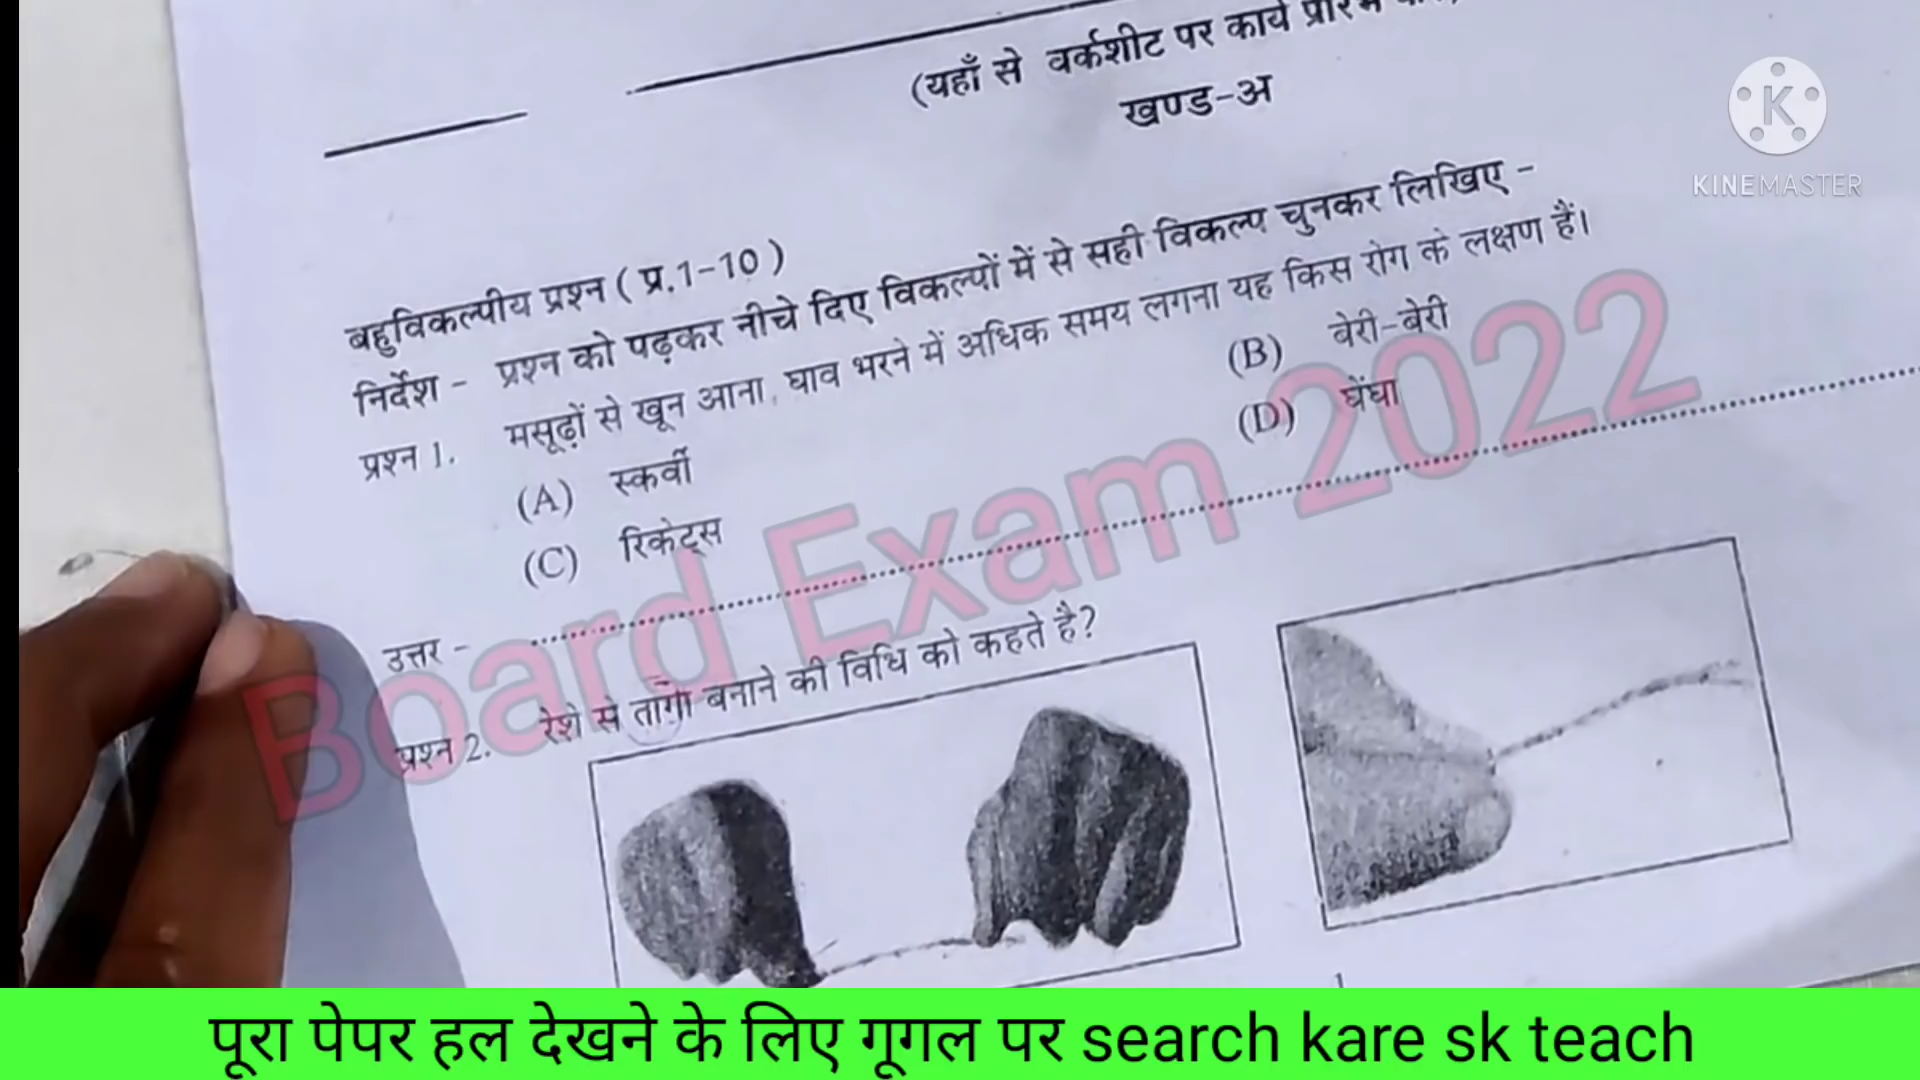 (यहाँ से वर्कशीट पर कार्य प्रारम्भ
खण्ड-अ
K
KINEMASTER
बहुविकल्पीय प्रश्न ( प्र.1-10 )
निर्देश - प्रश्न को पढ़कर नीचे दिए विकल्पों में से सही विकल्प चुनकर लिखिए -
प्रश्न 1. मसूढ़ों से खून आना, घाव भरने में अधिक समय लगना यह किस रोग के लक्षण हैं।
(A) स्कर्वी (B) बेरी-बेरी
(C) रिकेट्स (D) घेंघा
उत्तर -
Board Exam 2022
प्रश्न 2. रेशे से तागा बनाने की विधि को कहते है?
पूरा पेपर हल देखने के लिए गूगल पर search kare sk teach